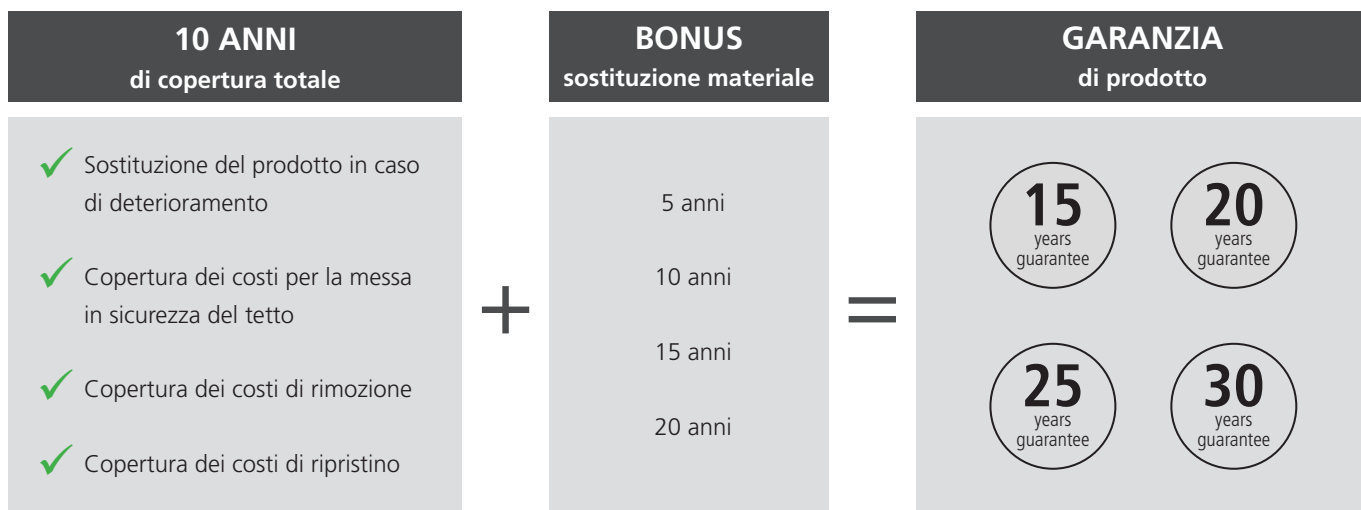 10 ANNI
di copertura totale
Sostituzione del prodotto in caso
di deterioramento
Copertura dei costi per la messa
in sicurezza del tetto
Copertura dei costi di rimozione
Copertura dei costi di ripristino
+
BONUS
sostituzione materiale
5 anni
10 anni
15 anni
20 anni
=
GARANZIA
di prodotto
15
years
guarantee
20
years
guarantee
25
years
guarantee
30
years
guarantee